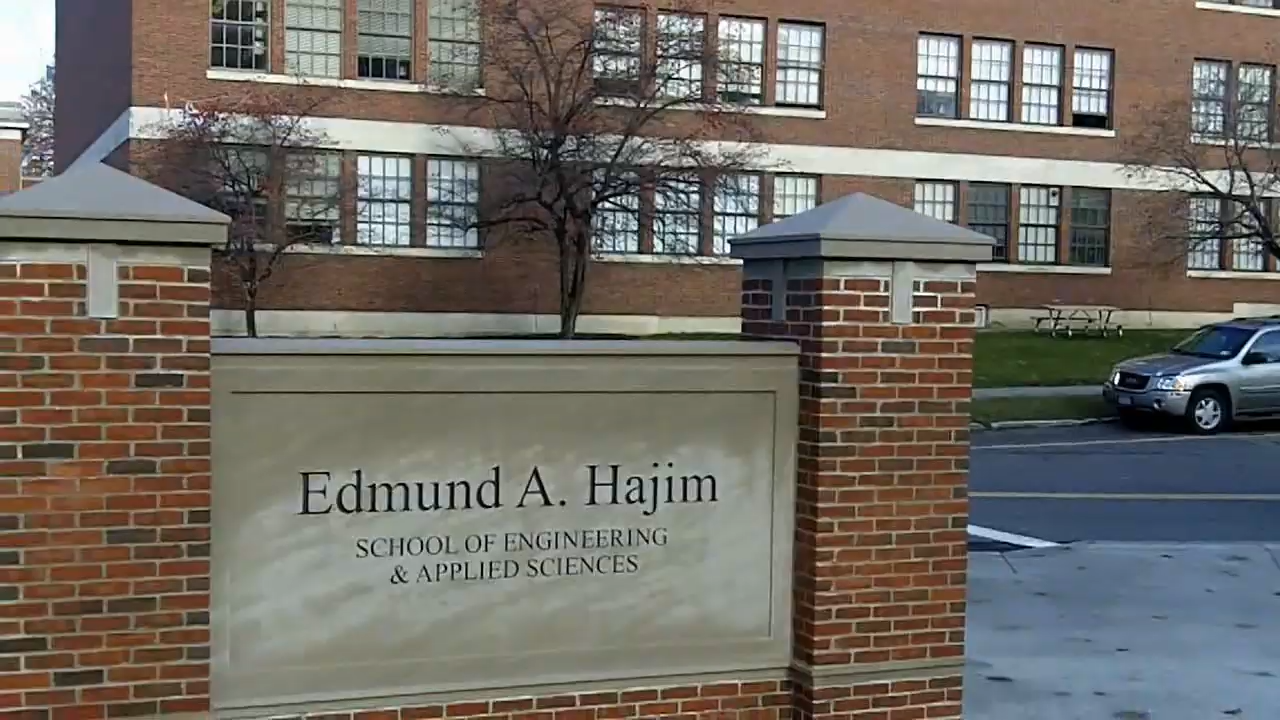 Edmund A. Hajim
SCHOOL OF ENGINEERING
& APPLIED SCIENCES